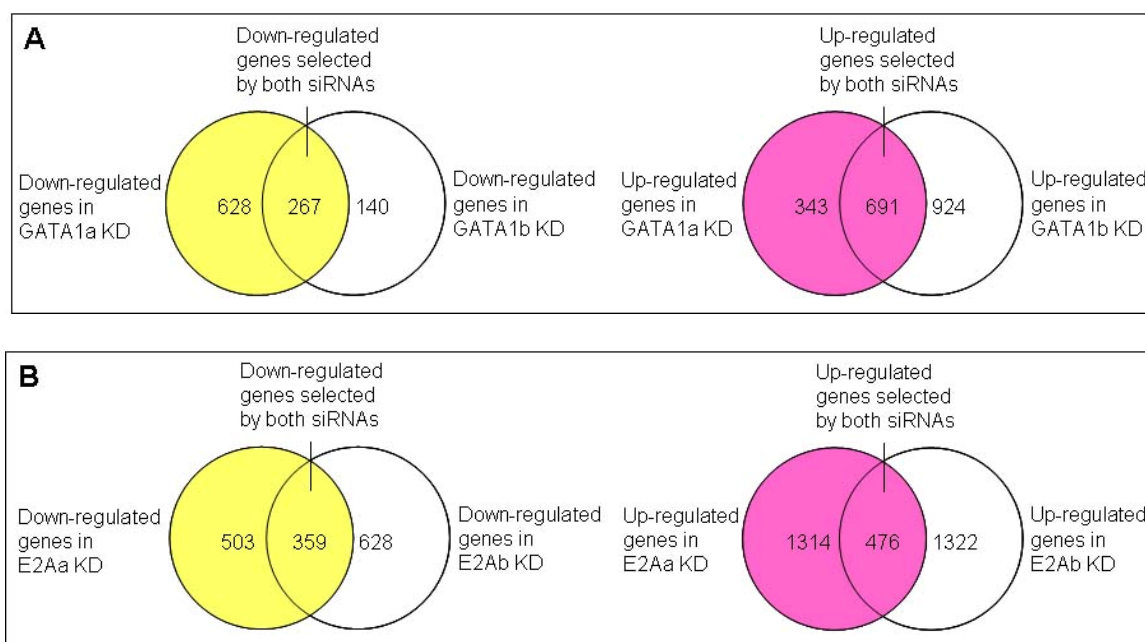 A
Down-regulated
genes selected
by both siRNAs
Up-regulated
genes selected
by both siRNAs
Down-regulated
genes in
GATA1a KD
628
267
140
Down-regulated
genes in
GATA1b KD
Up-regulated
genes in
GATA1a KD
343
691
924
Up-regulated
genes in
GATA1b KD
B
Down-regulated
genes selected
by both siRNAs
Up-regulated
genes selected
by both siRNAs
Down-regulated
genes in
E2Aa KD
503
359
628
Down-regulated
genes in
E2Ab KD
Up-regulated
genes in
E2Aa KD
1314
476
1322
Up-regulated
genes in
E2Ab KD